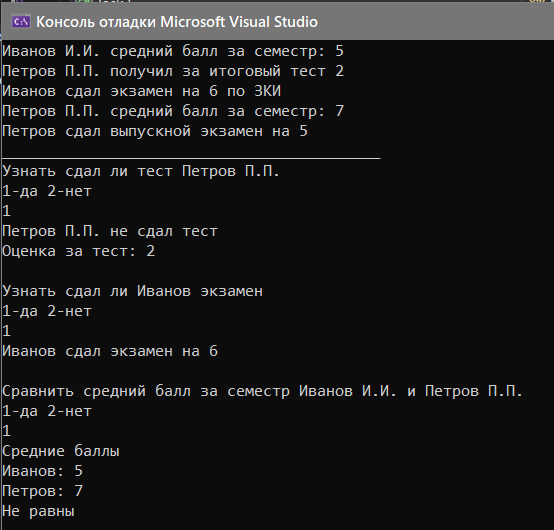 Консоль отладки Microsoft Visual Studio
Иванов И.И. средний балл за семестр: 5
Петров П.П. получил за итоговый тест 2
Иванов сдал экзамен на 6 по ЗКИ
Петров П.П. средний балл за семестр: 7
Петров сдал выпускной экзамен на 5
__________________________________________
Узнать сдал ли тест Петров П.П.
1-да 2-нет
1
Петров П.П. не сдал тест
Оценка за тест: 2
Узнать сдал ли Иванов экзамен
1-да 2-нет
1
Иванов сдал экзамен на 6
Сравнить средний балл за семестр Иванов И.И. и Петров П.П.
1-да 2-нет
1
Средние баллы
Иванов: 5
Петров: 7
Не равны